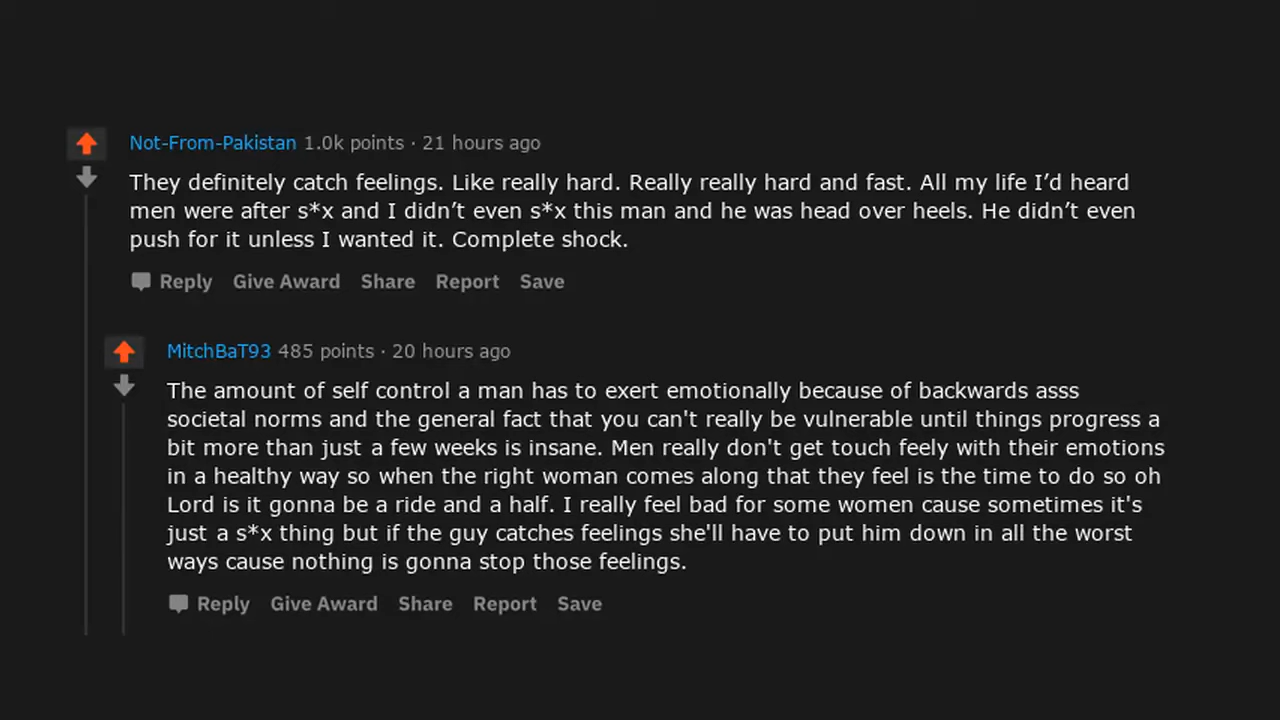 Not-From-Pakistan 1.0k points · 21 hours ago
They definitely catch feelings. Like really hard. Really really hard and fast. All my life I’d heard
men were after s*x and I didn’t even s*x this man and he was head over heels. He didn’t even
push for it unless I wanted it. Complete shock.
Reply Give Award Share Report Save
MitchBaT93 485 points · 20 hours ago
The amount of self control a man has to exert emotionally because of backwards asss
societal norms and the general fact that you can't really be vulnerable until things progress a
bit more than just a few weeks is insane. Men really don't get touch feely with their emotions
in a healthy way so when the right woman comes along that they feel is the time to do so oh
Lord is it gonna be a ride and a half. I really feel bad for some women cause sometimes it's
just a s*x thing but if the guy catches feelings she'll have to put him down in all the worst
ways cause nothing is gonna stop those feelings.
Reply Give Award Share Report Save